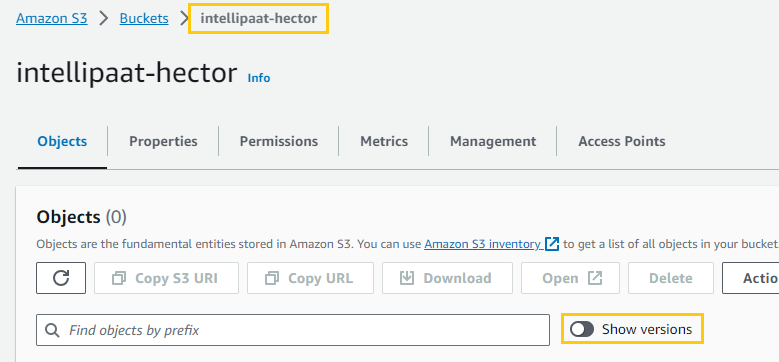 Amazon S3 > Buckets > intellipaat-hector
intellipaat-hector Info
Objects Properties Permissions Metrics Management Access Points
Objects (0)
Objects are the fundamental entities stored in Amazon S3. You can use Amazon S3 inventory to get a list of all objects in your bucket.
Copy S3 URI Copy URL Download Open Delete Actio
Find objects by prefix Show versions